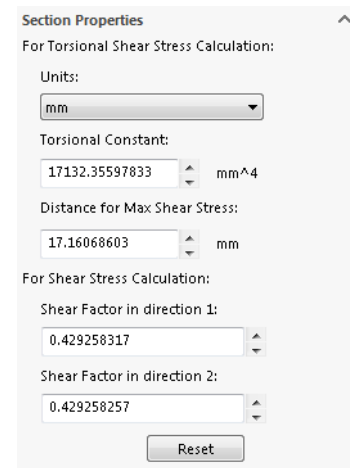 Section Properties
For Torsional Shear Stress Calculation:
Units:
mm
Torsional Constant:
17132.35597833 mm^4
Distance for Max Shear Stress:
17.16068603 mm
For Shear Stress Calculation:
Shear Factor in direction 1:
0.429258317
Shear Factor in direction 2:
0.429258257
Reset